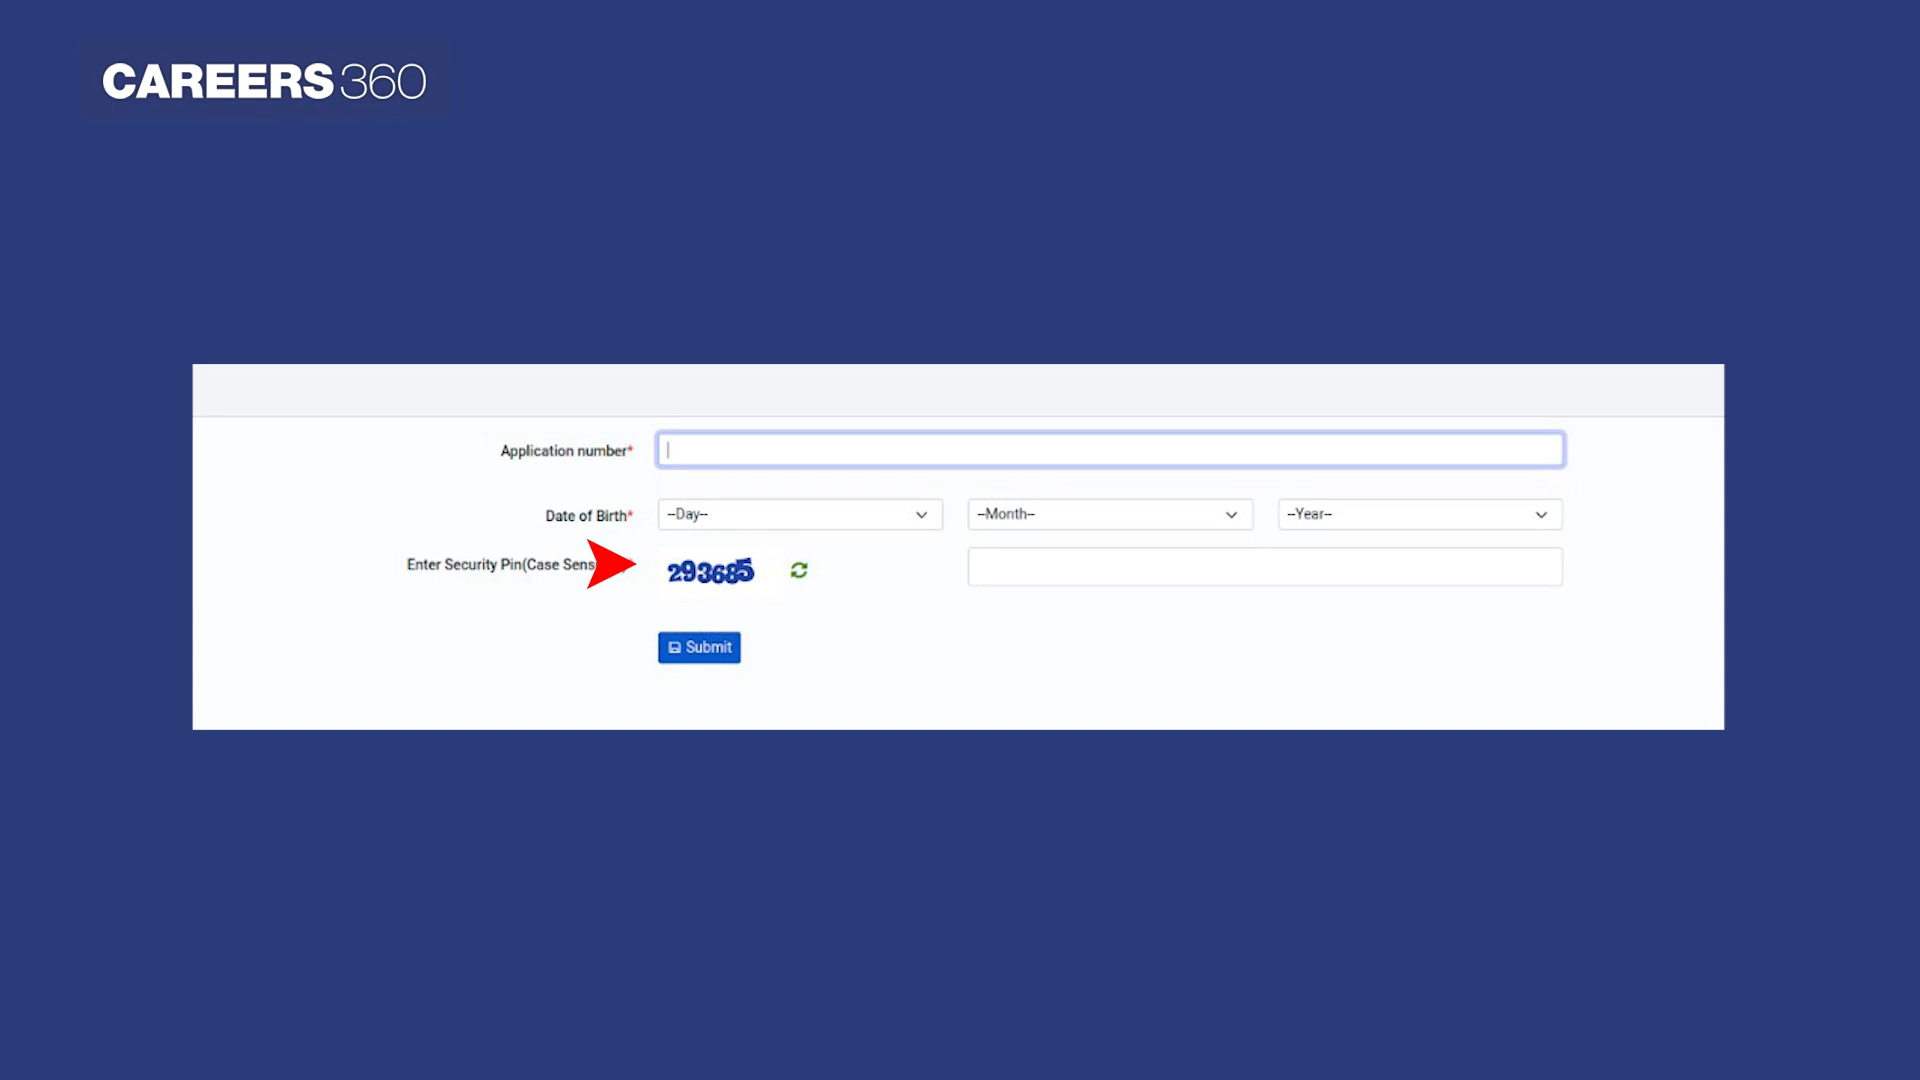 CAREERS360
Application number*
Date of Birth* --Day-- --Month-- --Year--
Enter Security Pin(Case Sens 293685
Submit